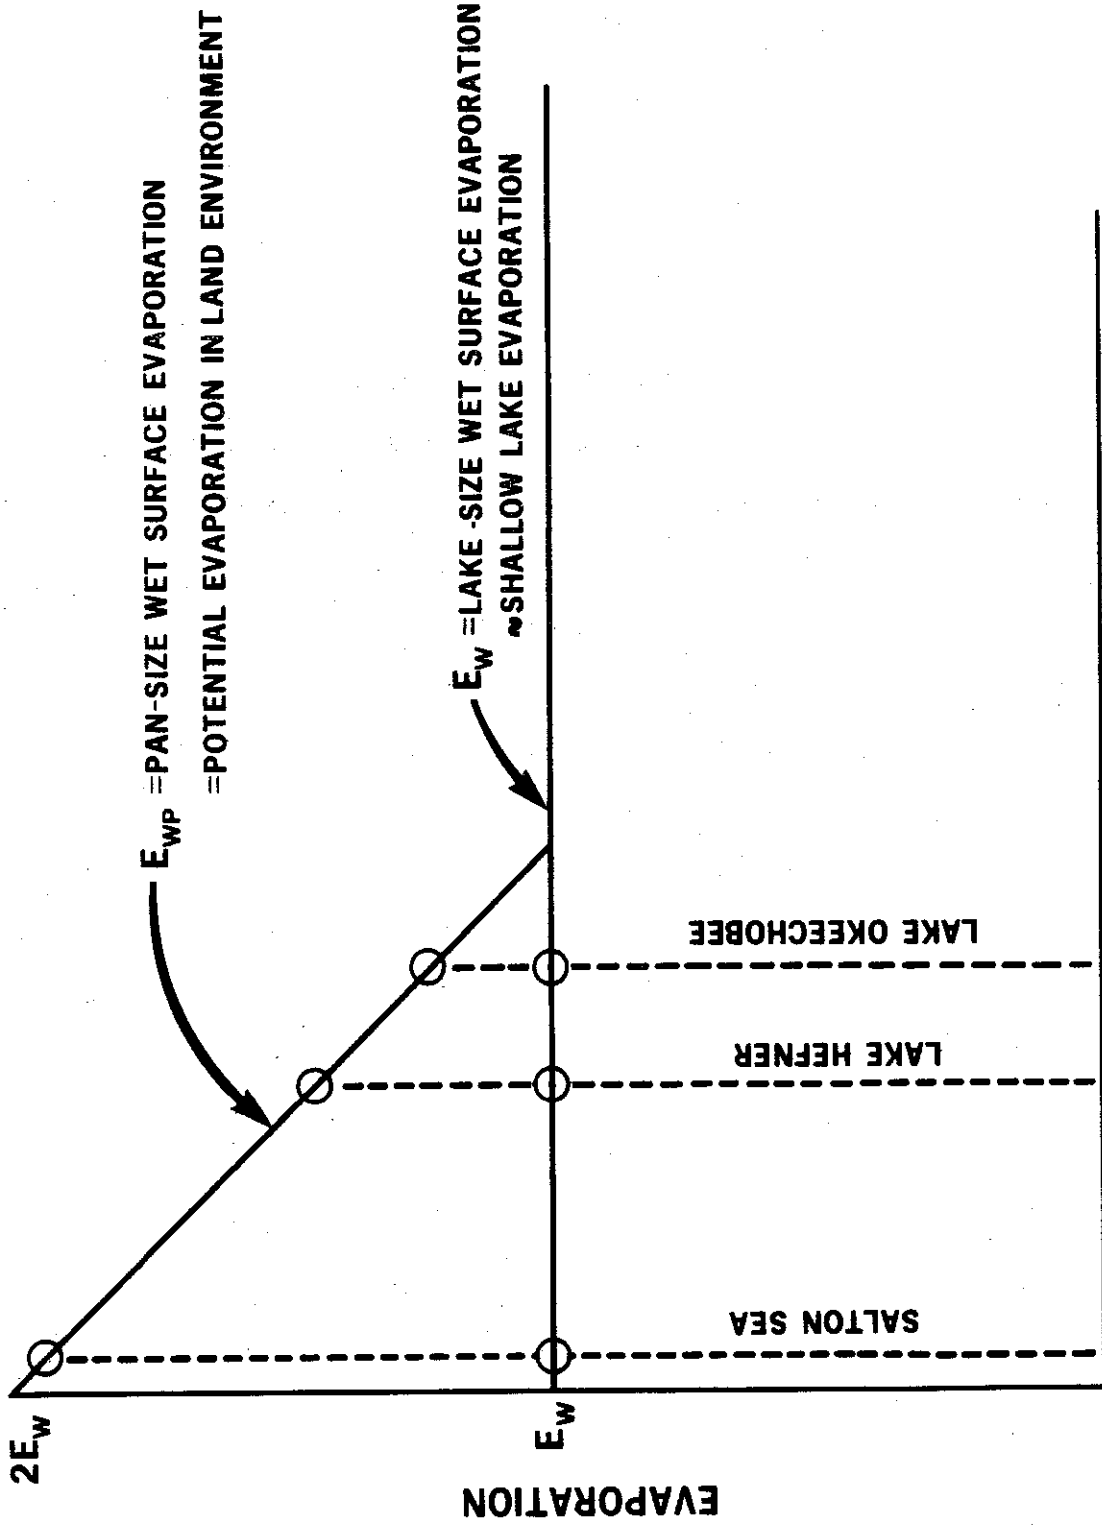 2E_W
E_WP =PAN-SIZE WET SURFACE EVAPORATION
=POTENTIAL EVAPORATION IN LAND ENVIRONMENT
E_W =LAKE-SIZE WET SURFACE EVAPORATION
≈SHALLOW LAKE EVAPORATION
E_W
EVAPORATION
SALTON SEA
LAKE HEFNER
LAKE OKEECHOBEE